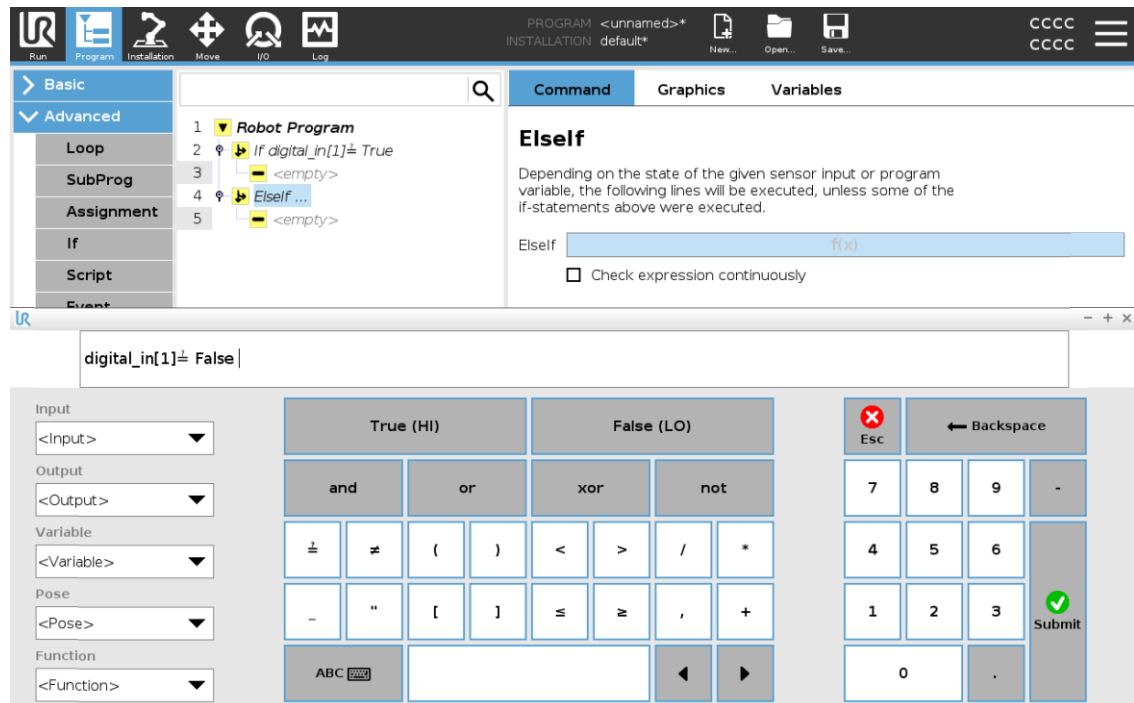 PROGRAM <unnamed>*
INSTALLATION default*
CCCC
CCCC
Run
Program
Installation
Move
I/O
Log
New...
Open...
Save...
Basic
Advanced
Loop
SubProg
Assignment
If
Script
Event
1 Robot Program
2 If digital_in[1]≟ True
3 <empty>
4 ElseIf ...
5 <empty>
Command Graphics Variables
ElseIf
Depending on the state of the given sensor input or program
variable, the following lines will be executed, unless some of the
if-statements above were executed.
ElseIf f(x)
Check expression continuously
UR
- + ×
digital_in[1]≟ False
Input
<Input>
Output
<Output>
Variable
<Variable>
Pose
<Pose>
Function
<Function>
True (HI) False (LO)
and or xor not
≟ ≠ ( ) < > / *
_ " [ ] ≤ ≥ , +
ABC
Esc
Backspace
7 8 9 -
4 5 6
1 2 3
Submit
0 .